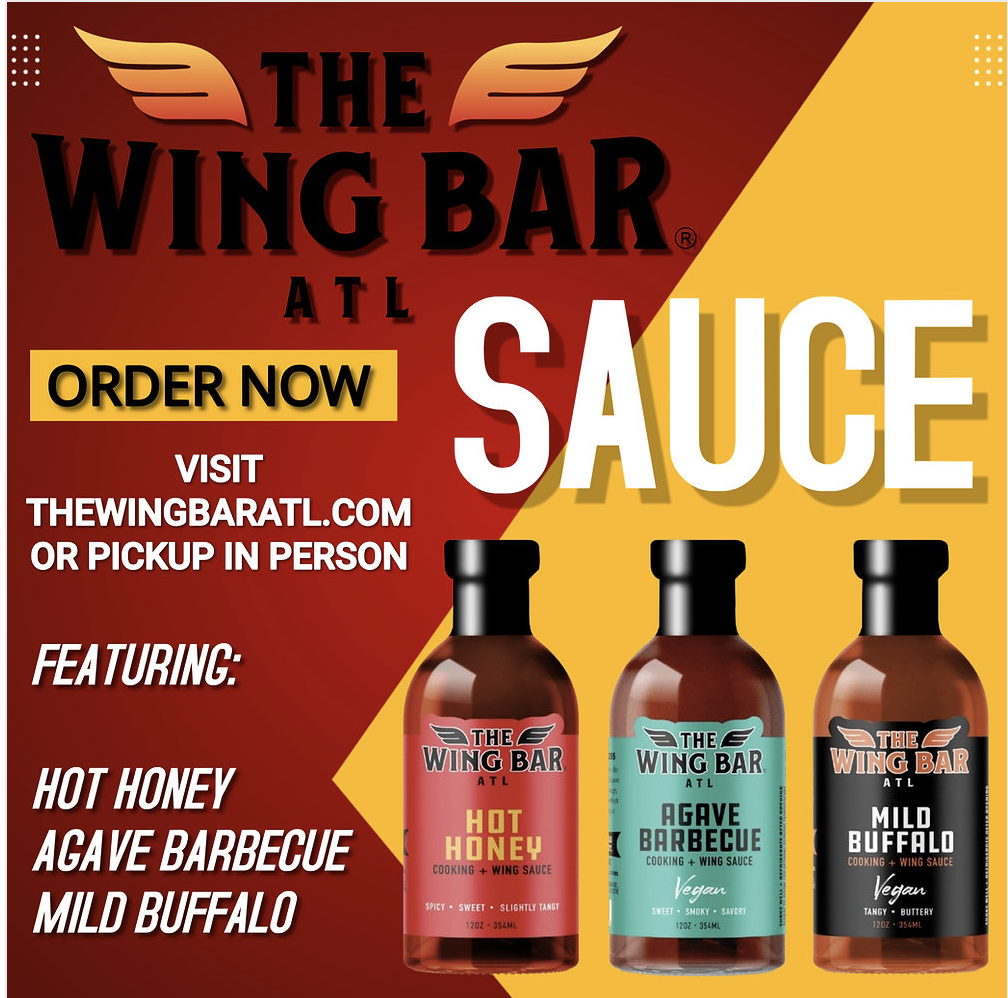 THE
WING BAR®
ATL
SAUCE
ORDER NOW
VISIT
THEWINGBARATL.COM
OR PICKUP IN PERSON
FEATURING:
HOT HONEY
AGAVE BARBECUE
MILD BUFFALO
THE
WING BAR
ATL
HOT
HONEY
COOKING + WING SAUCE
SPICY • SWEET • SLIGHTLY TANGY
12OZ • 354ML
THE
WING BAR
ATL
AGAVE
BARBECUE
COOKING + WING SAUCE
Vegan
SWEET • SMOKY • SAVORY
12OZ • 354ML
THE
WING BAR
ATL
MILD
BUFFALO
COOKING + WING SAUCE
Vegan
TANGY • BUTTERY
12OZ • 354ML